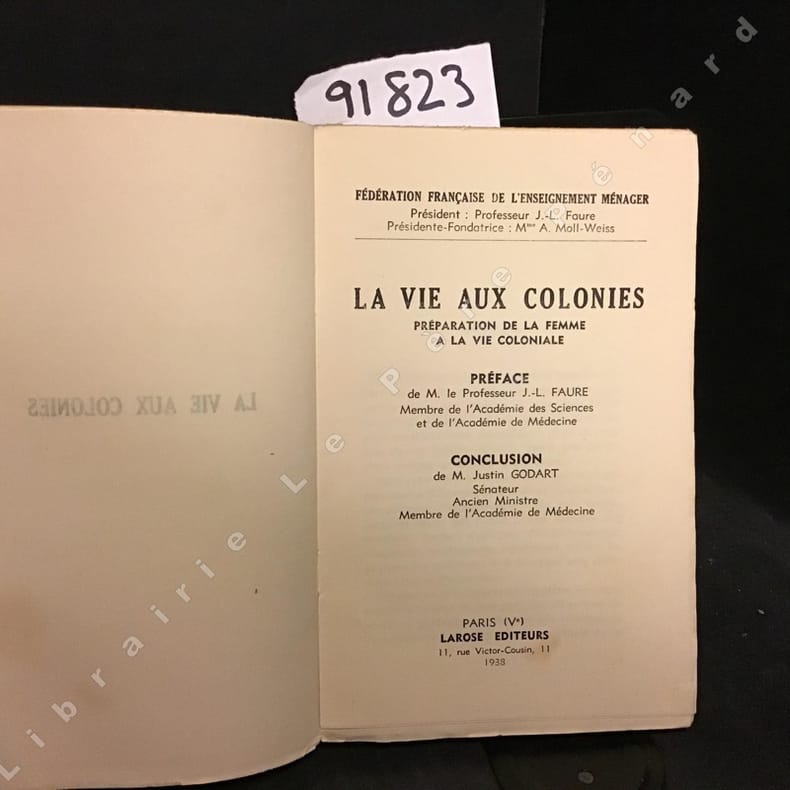 91823
FÉDÉRATION FRANÇAISE DE L'ENSEIGNEMENT MÉNAGER
Président : Professeur J.-L. Faure
Présidente-Fondatrice : Mme A. Moll-Weiss
LA VIE AUX COLONIES
PRÉPARATION DE LA FEMME
A LA VIE COLONIALE
PRÉFACE
de M. le Professeur J.-L. FAURE
Membre de l'Académie des Sciences
et de l'Académie de Médecine
CONCLUSION
de M. Justin GODART
Sénateur
Ancien Ministre
Membre de l'Académie de Médecine
PARIS (Ve)
LAROSE EDITEURS
11, rue Victor-Cousin, 11
1938
LA VIE AUX COLONIES
Librairie Le Père Pénard